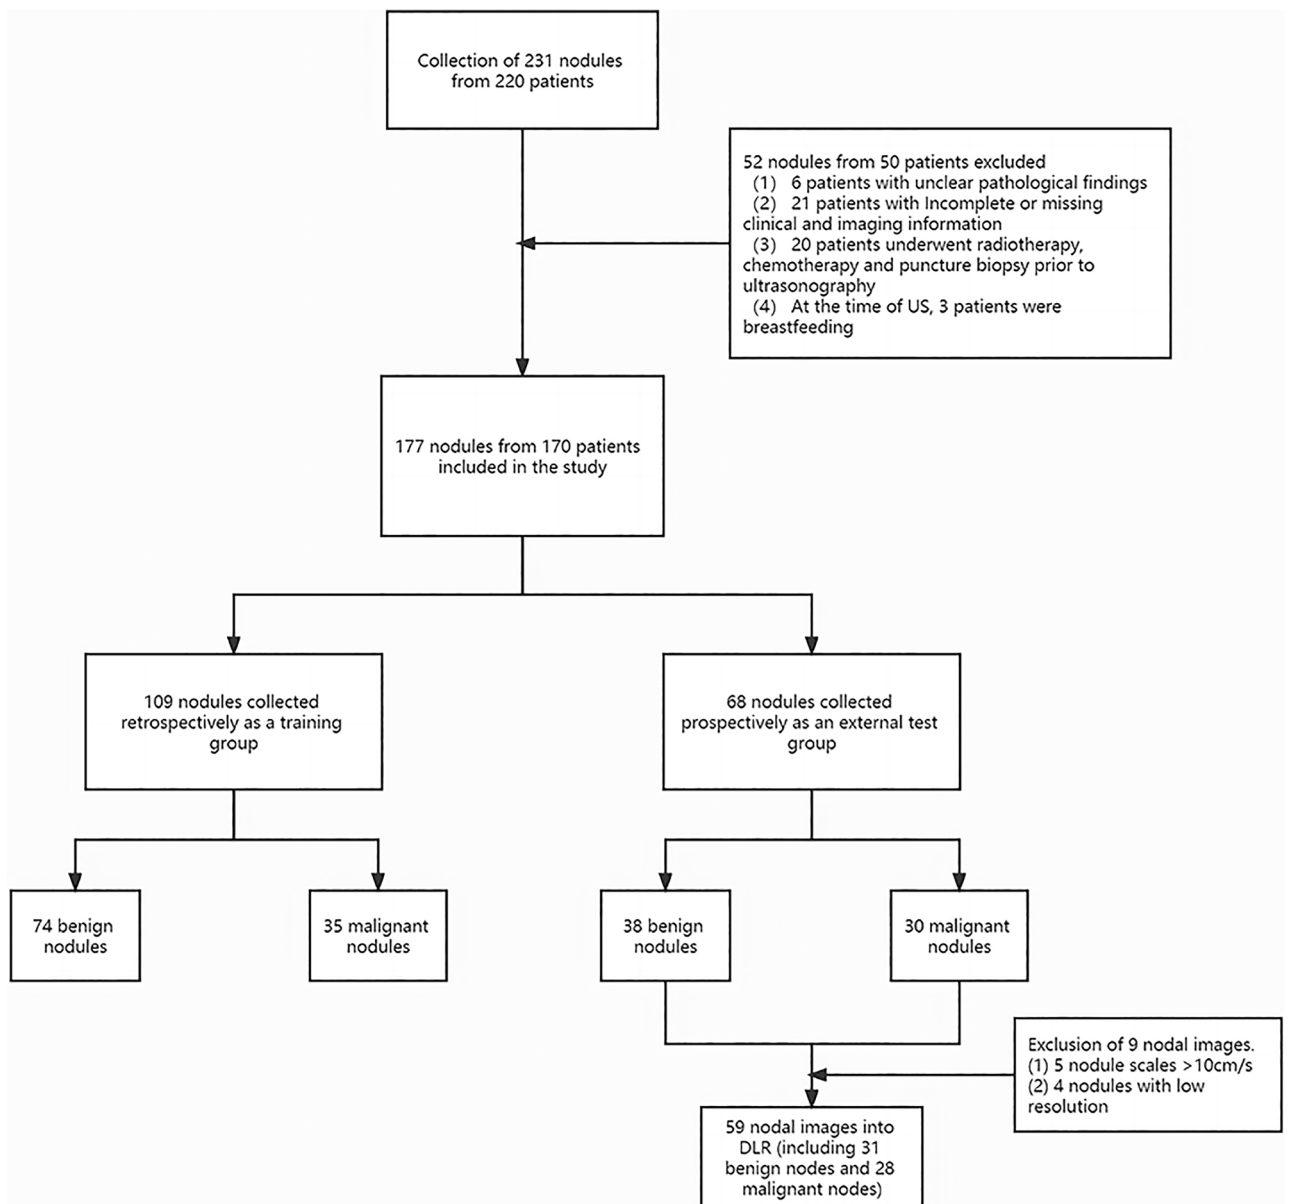 Collection of 231 nodules
from 220 patients
52 nodules from 50 patients excluded
(1) 6 patients with unclear pathological findings
(2) 21 patients with Incomplete or missing
clinical and imaging information
(3) 20 patients underwent radiotherapy,
chemotherapy and puncture biopsy prior to
ultrasonography
(4) At the time of US, 3 patients were
breastfeeding
177 nodules from 170 patients
included in the study
109 nodules collected
retrospectively as a training
group
68 nodules collected
prospectively as an external test
group
74 benign
nodules
35 malignant
nodules
38 benign
nodules
30 malignant
nodules
Exclusion of 9 nodal images.
(1) 5 nodule scales >10cm/s
(2) 4 nodules with low
resolution
59 nodal images into
DLR (including 31
benign nodes and 28
malignant nodes)